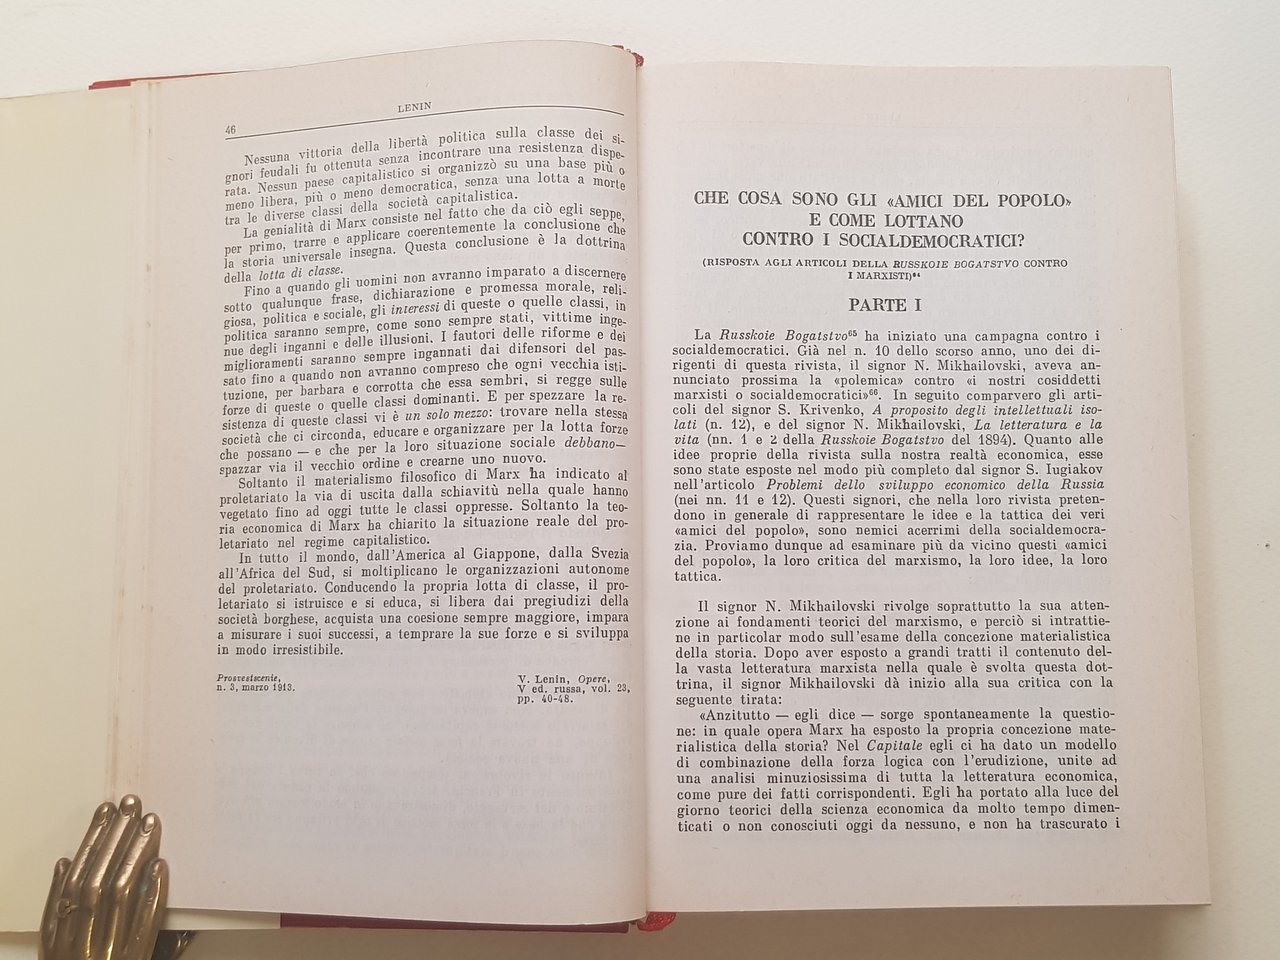 46
LENIN
Nessuna vittoria della libertà politica sulla classe dei si-
gnori feudali fu ottenuta senza incontrare una resistenza dispe-
rata. Nessun paese capitalistico si organizzò su una base più o
meno libera, più o meno democratica, senza una lotta a morte
tra le diverse classi della società capitalistica.
La genialità di Marx consiste nel fatto che da ciò egli seppe,
per primo, trarre e applicare coerentemente la conclusione che
la storia universale insegna. Questa conclusione è la dottrina
della lotta di classe.
Fino a quando gli uomini non avranno imparato a discernere
sotto qualunque frase, dichiarazione e promessa morale, reli-
giosa, politica e sociale, gli interessi di queste o quelle classi, in
politica saranno sempre, come sono sempre stati, vittime inge-
nue degli inganni e delle illusioni. I fautori delle riforme e dei
miglioramenti saranno sempre ingannati dai difensori del pas-
sato fino a quando non avranno compreso che ogni vecchia isti-
tuzione, per barbara e corrotta che essa sembri, si regge sulle
forze di queste o quelle classi dominanti. E per spezzare la re-
sistenza di queste classi vi è un solo mezzo: trovare nella stessa
società che ci circonda, educare e organizzare per la lotta forze
che possano — e che per la loro situazione sociale debbano—
spazzar via il vecchio ordine e crearne uno nuovo.
Soltanto il materialismo filosofico di Marx ha indicato al
proletariato la via di uscita dalla schiavitù nella quale hanno
vegetato fino ad oggi tutte le classi oppresse. Soltanto la teo-
ria economica di Marx ha chiarito la situazione reale del pro-
letariato nel regime capitalistico.
In tutto il mondo, dall'America al Giappone, dalla Svezia
all'Africa del Sud, si moltiplicano le organizzazioni autonome
del proletariato. Conducendo la propria lotta di classe, il pro-
letariato si istruisce e si educa, si libera dai pregiudizi della
società borghese, acquista una coesione sempre maggiore, impara
a misurare i suoi successi, a temprare la sue forze e si sviluppa
in modo irresistibile.
Prosvestscenie,
n. 3, marzo 1913.
V. Lenin, Opere,
V ed. russa, vol. 23,
pp. 40-48.
CHE COSA SONO GLI «AMICI DEL POPOLO»
E COME LOTTANO
CONTRO I SOCIALDEMOCRATICI?
(RISPOSTA AGLI ARTICOLI DELLA RUSSKOIE BOGATSTVO CONTRO
I MARXISTI)⁶⁴
PARTE I
La Russkoie Bogatstvo⁶⁵ ha iniziato una campagna contro i
socialdemocratici. Già nel n. 10 dello scorso anno, uno dei di-
rigenti di questa rivista, il signor N. Mikhailovski, aveva an-
nunciato prossima la «polemica» contro «i nostri cosiddetti
marxisti o socialdemocratici»⁶⁶. In seguito comparvero gli arti-
coli del signor S. Krivenko, A proposito degli intellettuali iso-
lati (n. 12), e del signor N. Mikhailovski, La letteratura e la
vita (nn. 1 e 2 della Russkoie Bogatstvo del 1894). Quanto alle
idee proprie della rivista sulla nostra realtà economica, esse
sono state esposte nel modo più completo dal signor S. Iugiakov
nell'articolo Problemi dello sviluppo economico della Russia
(nei nn. 11 e 12). Questi signori, che nella loro rivista preten-
dono in generale di rappresentare le idee e la tattica dei veri
«amici del popolo», sono nemici acerrimi della socialdemocra-
zia. Proviamo dunque ad esaminare più da vicino questi «amici
del popolo», la loro critica del marxismo, la loro idee, la loro
tattica.
Il signor N. Mikhailovski rivolge soprattutto la sua atten-
zione ai fondamenti teorici del marxismo, e perciò si intrattie-
ne in particolar modo sull'esame della concezione materialistica
della storia. Dopo aver esposto a grandi tratti il contenuto del-
la vasta letteratura marxista nella quale è svolta questa dot-
trina, il signor Mikhailovski dà inizio alla sua critica con la
seguente tirata:
«Anzitutto — egli dice — sorge spontaneamente la questio-
ne: in quale opera Marx ha esposto la propria concezione mate-
rialistica della storia? Nel Capitale egli ci ha dato un modello
di combinazione della forza logica con l'erudizione, unite ad
una analisi minuziosissima di tutta la letteratura economica,
come pure dei fatti corrispondenti. Egli ha portato alla luce del
giorno teorici della scienza economica da molto tempo dimen-
ticati o non conosciuti oggi da nessuno, e non ha trascurato i